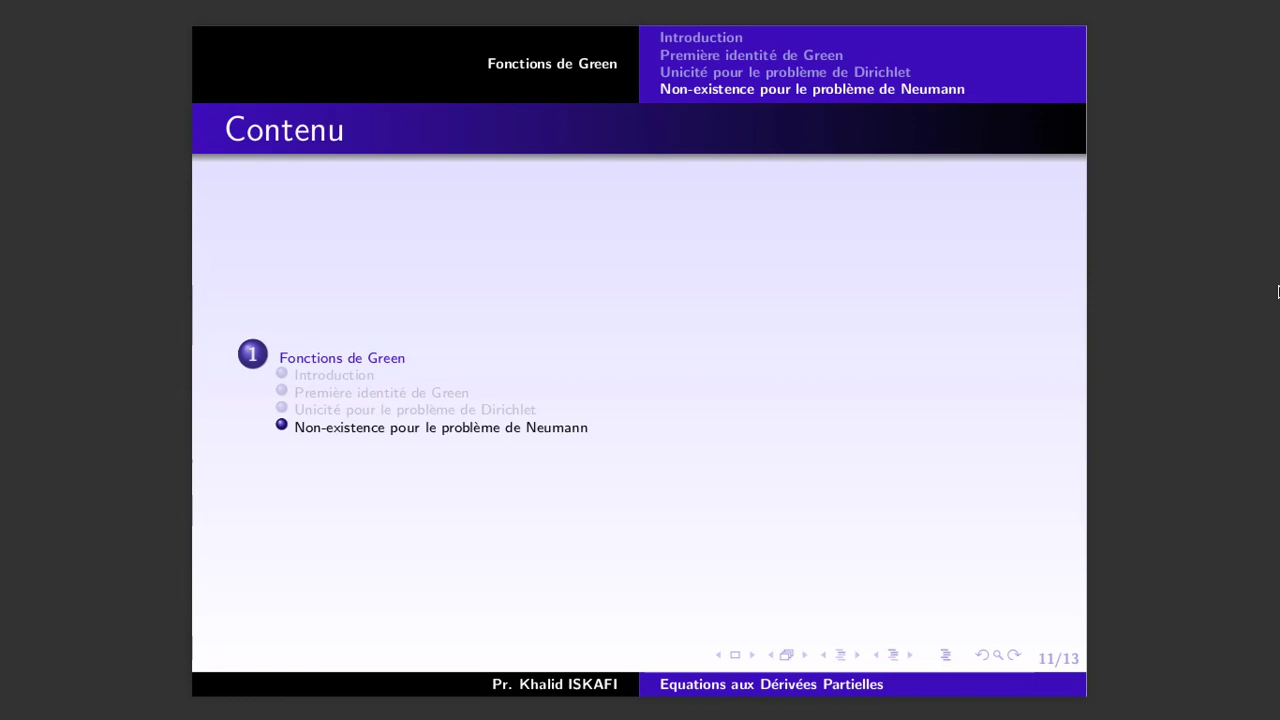 Fonctions de Green
Introduction
Première identité de Green
Unicité pour le problème de Dirichlet
Non-existence pour le problème de Neumann
Contenu
1 Fonctions de Green
Introduction
Première identité de Green
Unicité pour le problème de Dirichlet
Non-existence pour le problème de Neumann
11/13
Pr. Khalid ISKAFI
Equations aux Dérivées Partielles